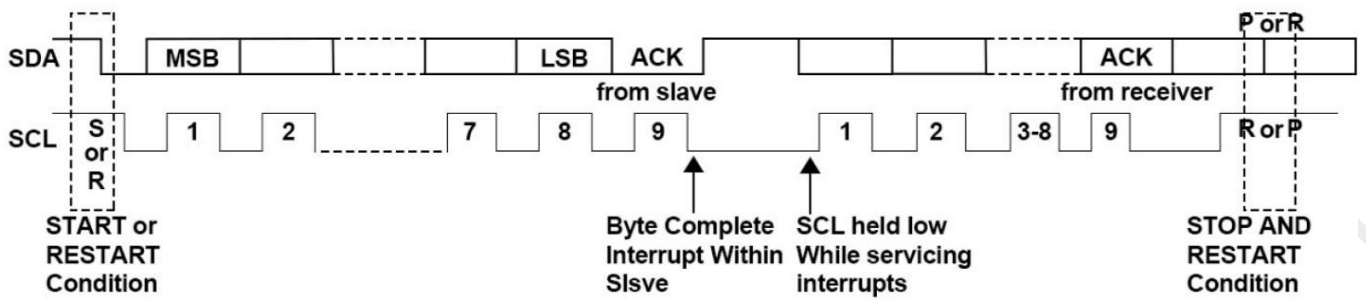 P or R
SDA MSB LSB ACK ACK
from slave from receiver
SCL S or R 1 2 7 8 9 1 2 3-8 9 R or P
START or RESTART Condition
Byte Complete Interrupt Within SIsve
SCL held low While servicing interrupts
STOP AND RESTART Condition